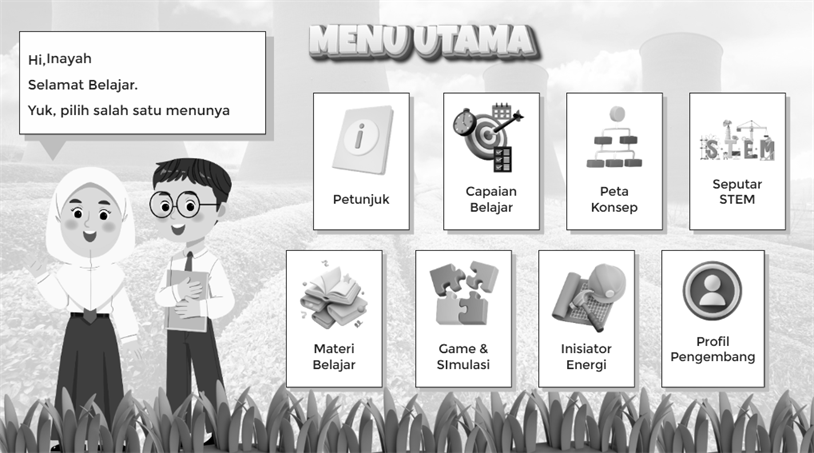 MENU UTAMA
Hi,Inayah
Selamat Belajar.
Yuk, pilih salah satu menunya
Petunjuk
Capaian
Belajar
Peta
Konsep
STEM
Seputar
STEM
Materi
Belajar
Game &
SImulasi
Inisiator
Energi
Profil
Pengembang